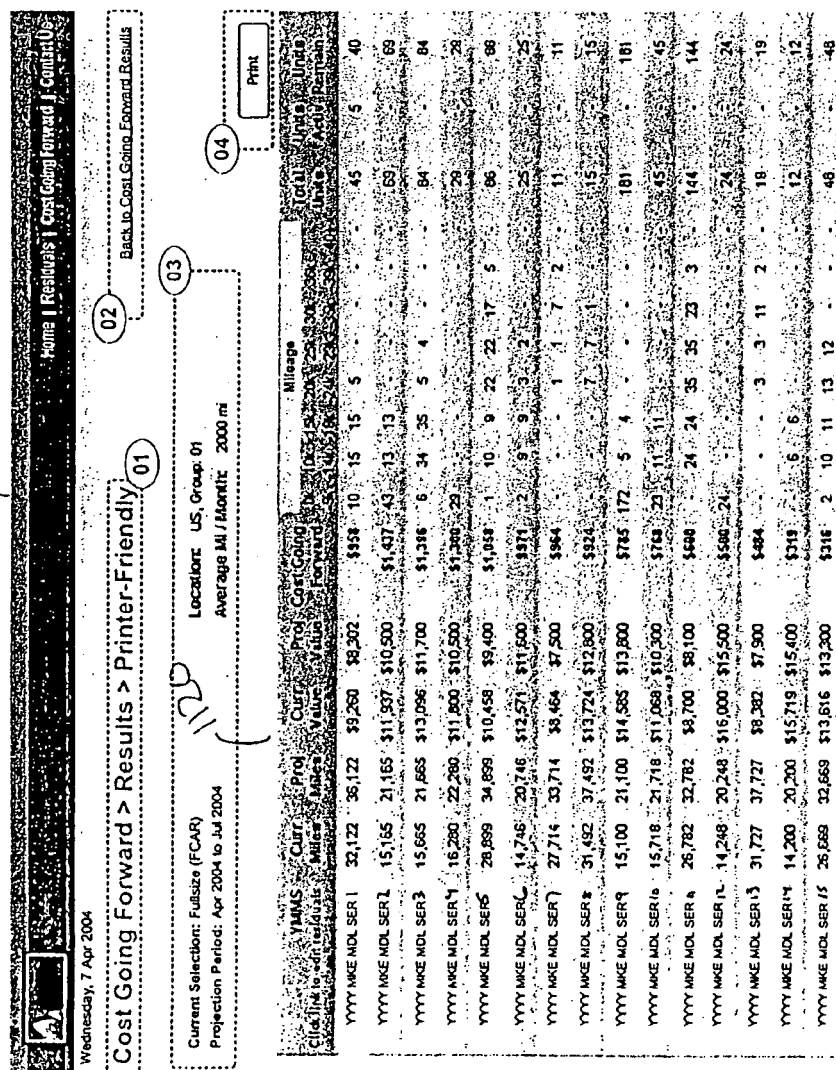 Home | Residuals | Cost Going Forward | Contact Us
Wednesday, 7 Apr 2004
Cost Going Forward > Results > Printer-Friendly
01
02
Back to Cost Going Forward Results
03
Current Selection: Fullsize (FCAR)
Location: US, Group: 01
Projection Period: Apr 2004 to Jul 2004
Average Mi / Month: 2000 mi
1120
04
Print
Mileage
YMMS Curr Miles Proj Miles Curr Value Proj Value Cost Going Forward Total Units Units Activ Units Remain
Click link to edit residuals
YYYY MKE MDL SER 1 32,122 36,122 $9,260 $8,302 $958 10 15 15 5 - - - - 45 5 40
YYYY MKE MDL SER 2 15,165 21,165 $11,937 $10,500 $1,437 43 13 13 - - - - - 69 - 69
YYYY MKE MDL SER 3 15,665 21,665 $13,096 $11,700 $1,396 6 34 35 5 4 - - - 84 - 84
YYYY MKE MDL SER 4 16,280 22,280 $11,800 $10,500 $1,300 29 - - - - - - - 29 - 29
YYYY MKE MDL SER 5 28,899 34,899 $10,458 $9,400 $1,058 1 10 9 22 22 17 5 - 86 - 86
YYYY MKE MDL SER 6 14,746 20,746 $12,571 $11,600 $971 2 9 9 3 2 - - - 25 - 25
YYYY MKE MDL SER 7 27,714 33,714 $8,464 $7,500 $964 - - - 1 1 7 2 - 11 - 11
YYYY MKE MDL SER 8 31,492 37,492 $13,724 $12,800 $924 - - - 7 7 1 - - 15 - 15
YYYY MKE MDL SER 9 15,100 21,100 $14,585 $13,800 $785 172 5 4 - - - - - 181 - 181
YYYY MKE MDL SER 10 15,718 21,718 $11,068 $10,300 $768 23 11 11 - - - - - 45 - 45
YYYY MKE MDL SER 11 26,782 32,782 $8,700 $8,100 $600 - 24 24 35 35 23 3 - 144 - 144
YYYY MKE MDL SER 12 14,248 20,248 $16,000 $15,500 $500 24 - - - - - - - 24 - 24
YYYY MKE MDL SER 13 31,727 37,727 $8,382 $7,900 $484 - - - 3 3 11 2 - 19 - 19
YYYY MKE MDL SER 14 14,200 20,200 $15,719 $15,400 $319 - 6 6 - - - - - 12 - 12
YYYY MKE MDL SER 15 26,669 32,669 $13,616 $13,300 $316 2 10 11 13 12 - - - 48 - 48